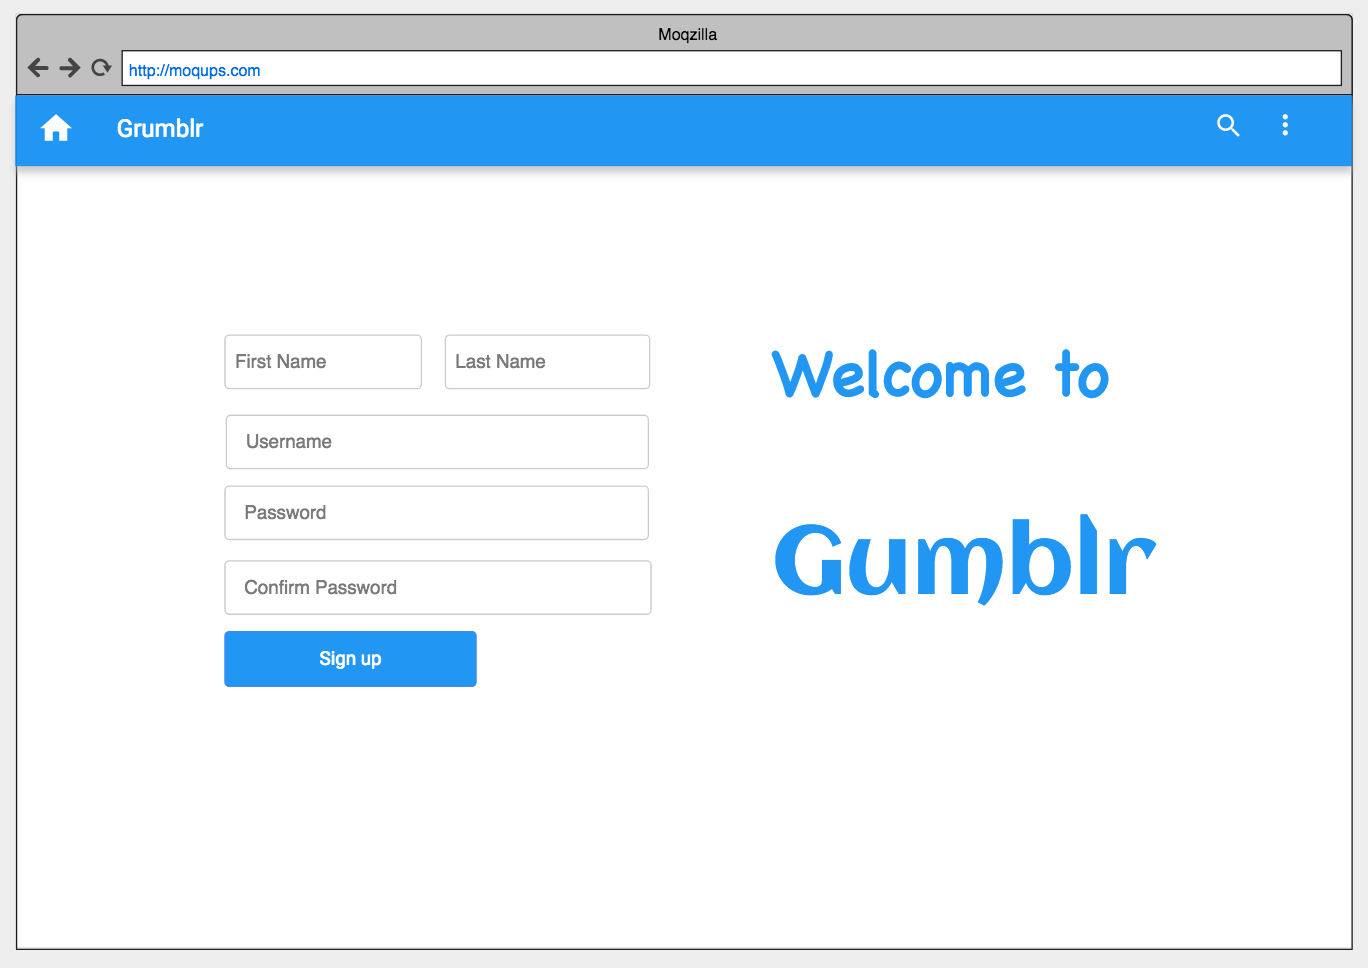 Moqzilla
http://moqups.com
Grumblr
First Name Last Name
Username
Password
Confirm Password
Sign up
Welcome to
Gumblr